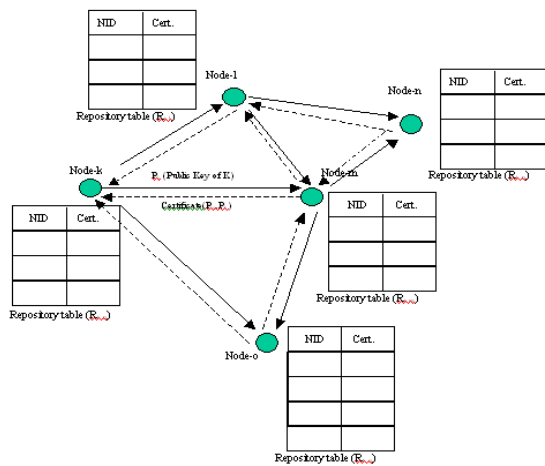 NID Cert.
Node-l
Node-n
NID Cert.
Repository table (R
Repository table (R
Node-k
P (Public Key of K)
Node-m
Certificate(P
NID Cert.
NID Cert.
Repository table (R
Repository table (R
Node-o
NID Cert.
Repository table (R